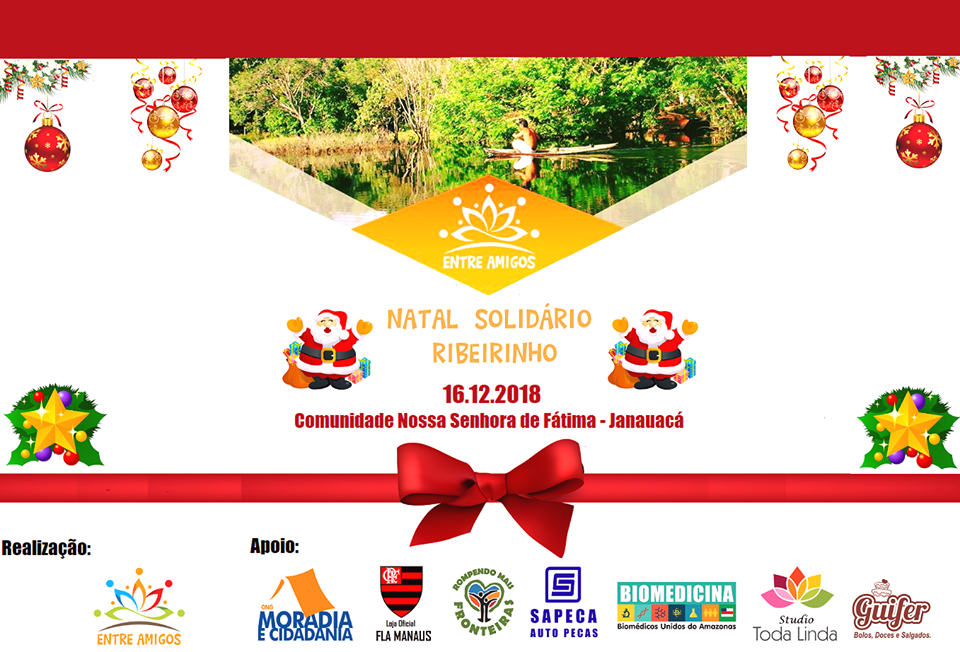 ENTRE AMIGOS
NATAL SOLIDÁRIO
RIBEIRINHO
16.12.2018
Comunidade Nossa Senhora de Fátima - Janauacá
Realização:
ENTRE AMIGOS
Apoio:
ONG
MORADIA
E CIDADANIA
CRF
Loja Oficial
FLA MANAUS
ROMPENDO MAIS
FRONTEIRAS
S
SAPECA
AUTO PECAS
BIOMEDICINA
Biomédicos Unidos do Amazonas
Studio
Toda Linda
Guifer
Bolos, Doces e Salgados.